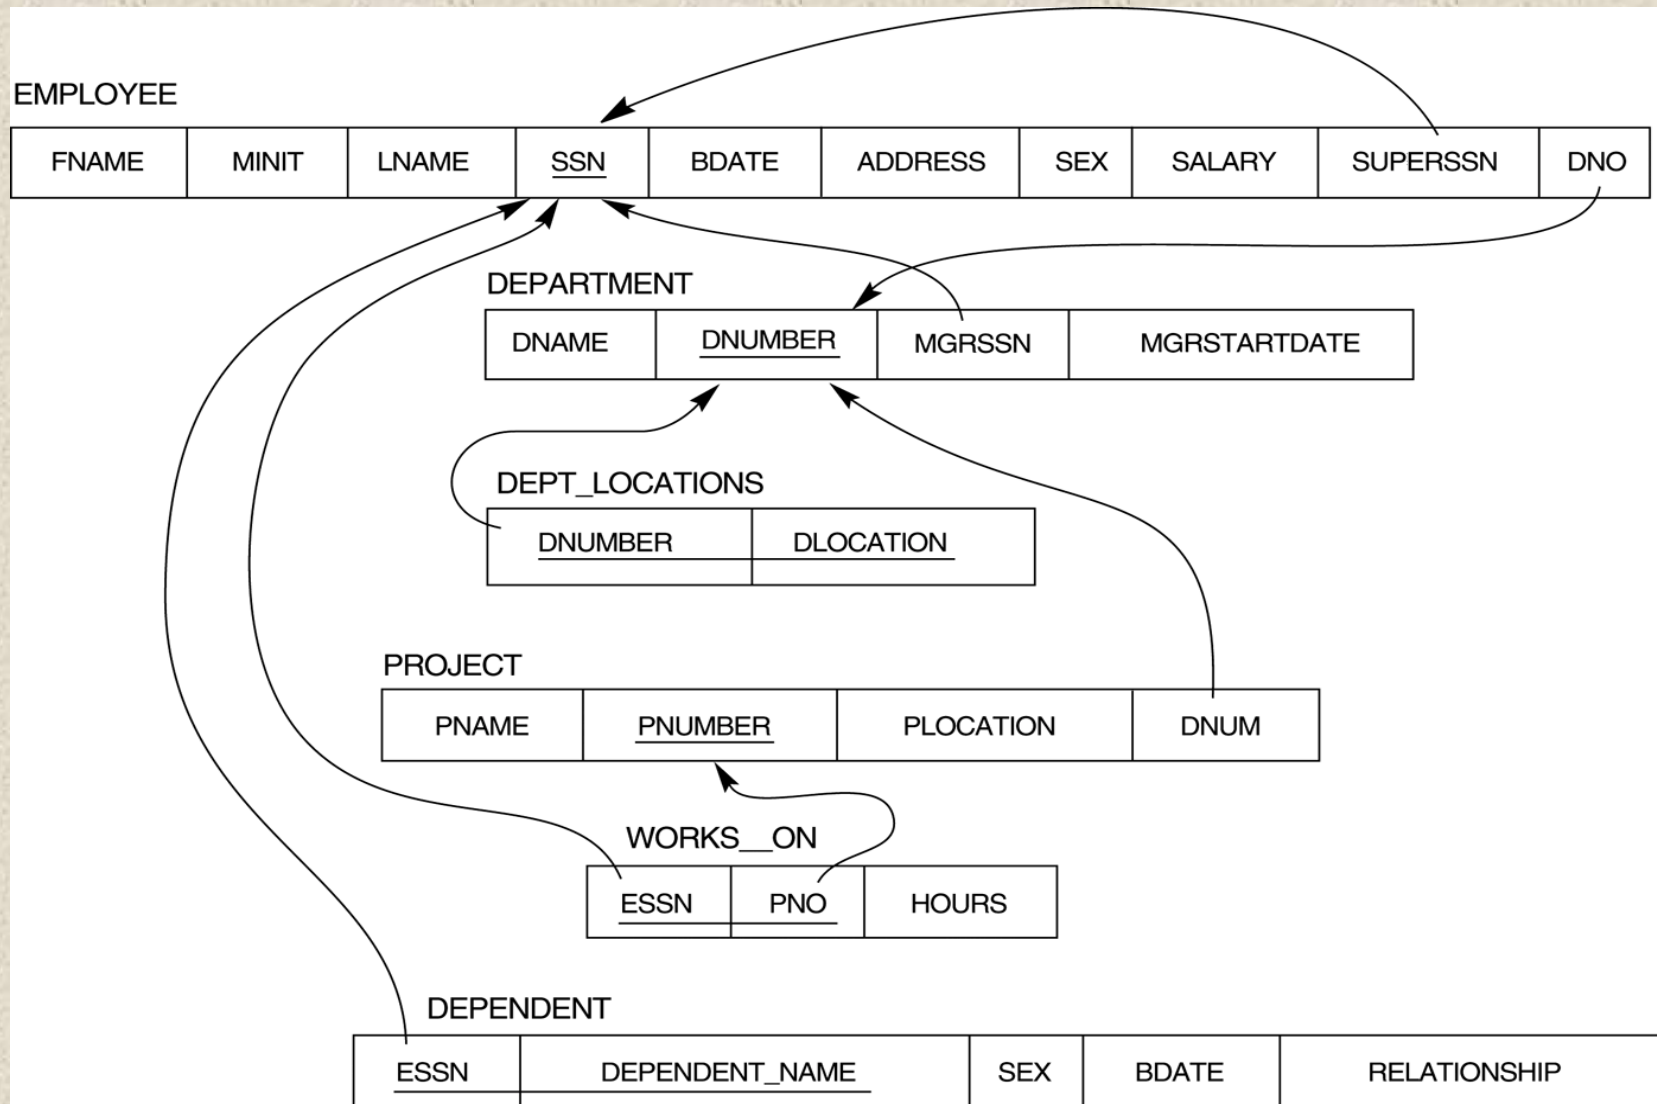 EMPLOYEE
FNAME MINIT LNAME SSN BDATE ADDRESS SEX SALARY SUPERSSN DNO
DEPARTMENT
DNAME DNUMBER MGRSSN MGRSTARTDATE
DEPT_LOCATIONS
DNUMBER DLOCATION
PROJECT
PNAME PNUMBER PLOCATION DNUM
WORKS__ON
ESSN PNO HOURS
DEPENDENT
ESSN DEPENDENT_NAME SEX BDATE RELATIONSHIP